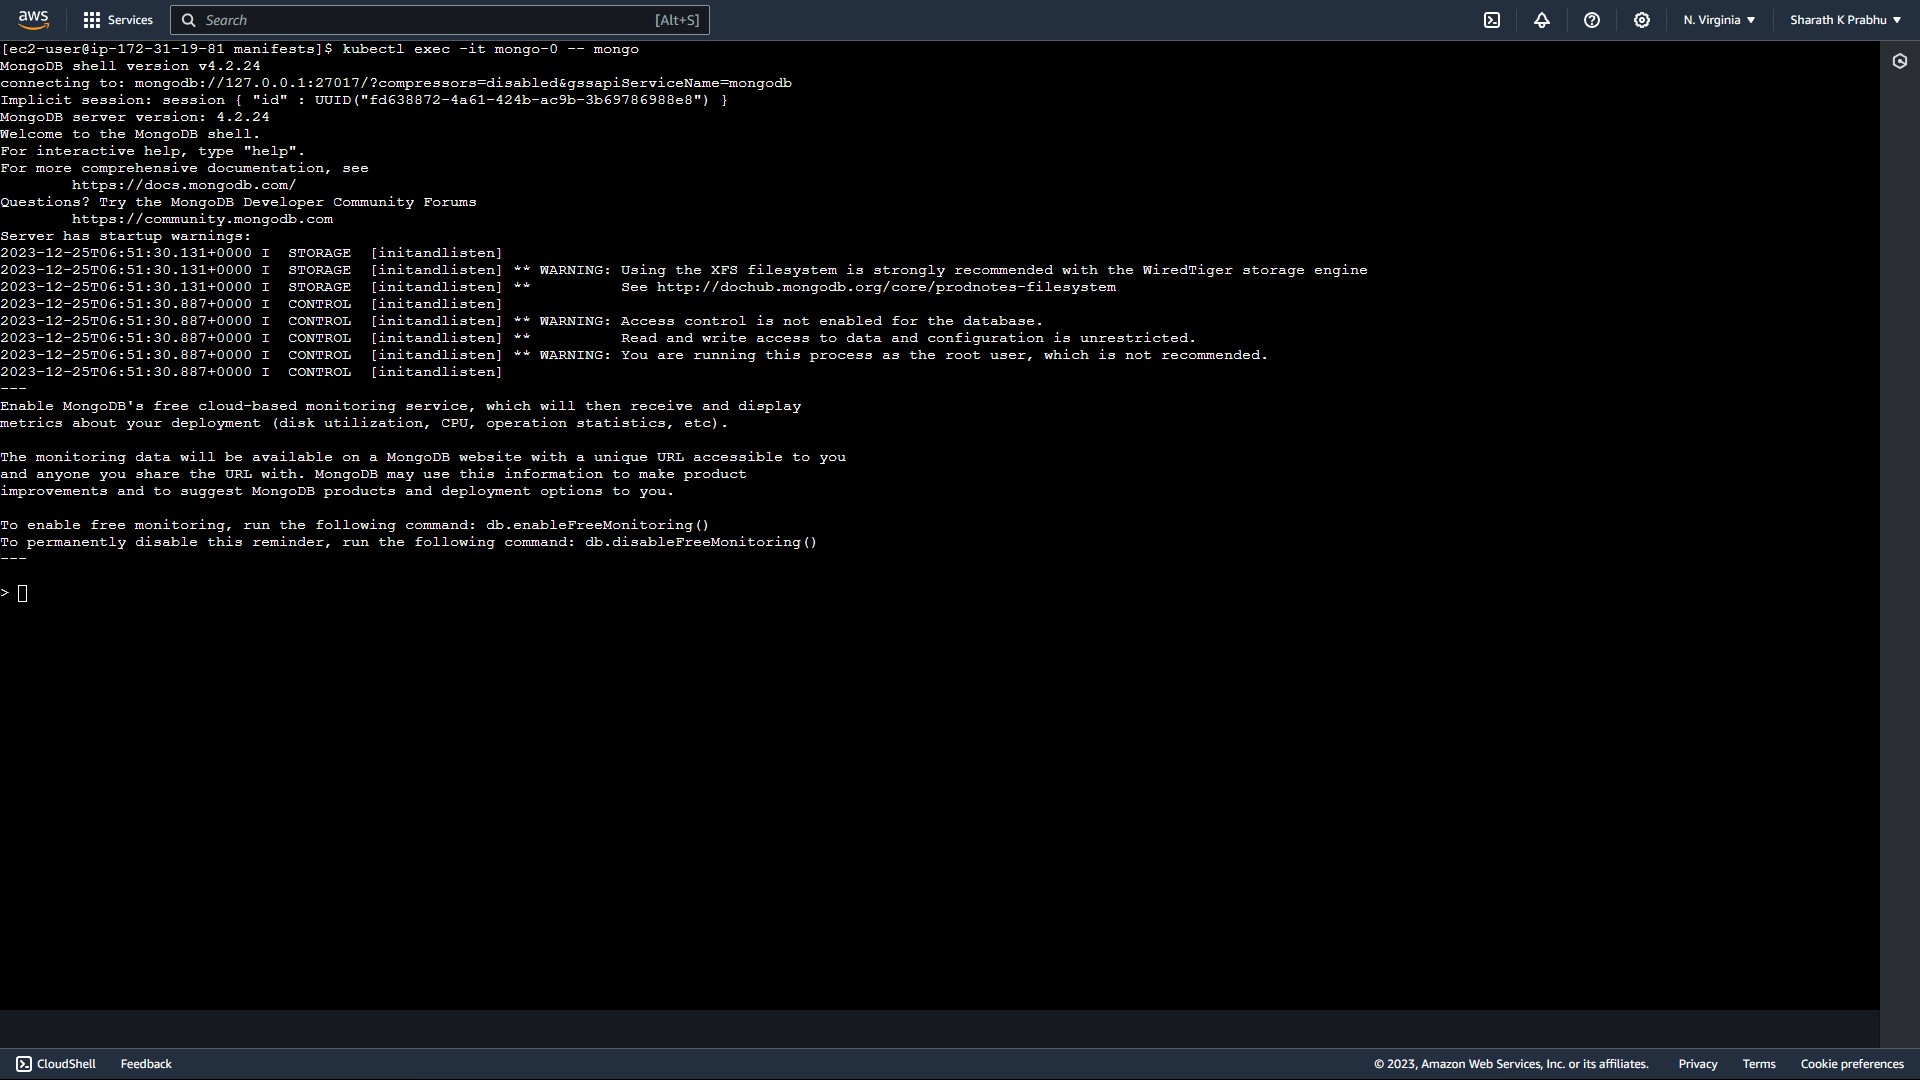 aws
Services
Search [Alt+S]
N. Virginia
Sharath K Prabhu
[ec2-user@ip-172-31-19-81 manifests]$ kubectl exec -it mongo-0 -- mongo
MongoDB shell version v4.2.24
connecting to: mongodb://127.0.0.1:27017/?compressors=disabled&gssapiServiceName=mongodb
Implicit session: session { "id" : UUID("fd638872-4a61-424b-ac9b-3b69786988e8") }
MongoDB server version: 4.2.24
Welcome to the MongoDB shell.
For interactive help, type "help".
For more comprehensive documentation, see
        https://docs.mongodb.com/
Questions? Try the MongoDB Developer Community Forums
        https://community.mongodb.com
Server has startup warnings:
2023-12-25T06:51:30.131+0000 I  STORAGE  [initandlisten]
2023-12-25T06:51:30.131+0000 I  STORAGE  [initandlisten] ** WARNING: Using the XFS filesystem is strongly recommended with the WiredTiger storage engine
2023-12-25T06:51:30.131+0000 I  STORAGE  [initandlisten] **          See http://dochub.mongodb.org/core/prodnotes-filesystem
2023-12-25T06:51:30.887+0000 I  CONTROL  [initandlisten]
2023-12-25T06:51:30.887+0000 I  CONTROL  [initandlisten] ** WARNING: Access control is not enabled for the database.
2023-12-25T06:51:30.887+0000 I  CONTROL  [initandlisten] **          Read and write access to data and configuration is unrestricted.
2023-12-25T06:51:30.887+0000 I  CONTROL  [initandlisten] ** WARNING: You are running this process as the root user, which is not recommended.
2023-12-25T06:51:30.887+0000 I  CONTROL  [initandlisten]
---
Enable MongoDB's free cloud-based monitoring service, which will then receive and display
metrics about your deployment (disk utilization, CPU, operation statistics, etc).
The monitoring data will be available on a MongoDB website with a unique URL accessible to you
and anyone you share the URL with. MongoDB may use this information to make product
improvements and to suggest MongoDB products and deployment options to you.
To enable free monitoring, run the following command: db.enableFreeMonitoring()
To permanently disable this reminder, run the following command: db.disableFreeMonitoring()
---
>
CloudShell
Feedback
© 2023, Amazon Web Services, Inc. or its affiliates.
Privacy
Terms
Cookie preferences